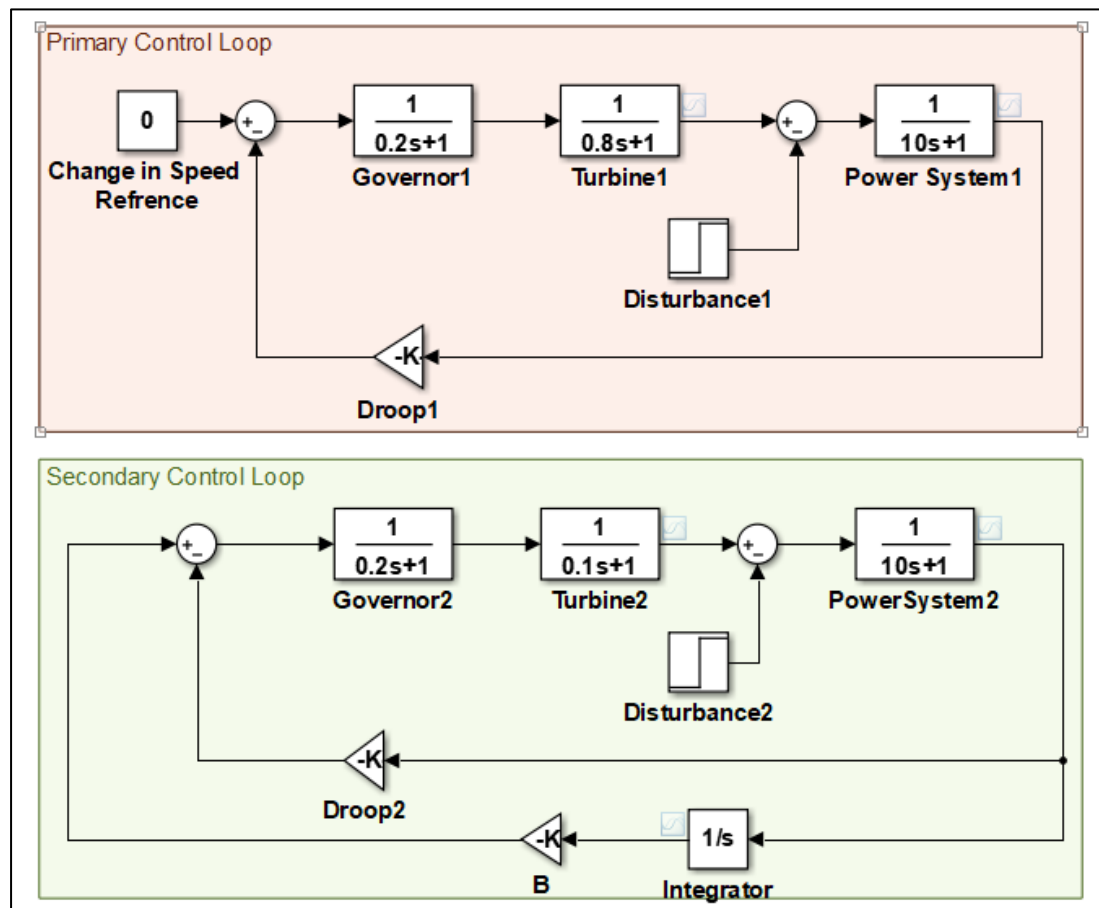 Primary Control Loop
0
Change in Speed
Refrence
+
_
1
0.2s+1
Governor1
1
0.8s+1
Turbine1
+
_
1
10s+1
Power System1
Disturbance1
-K
Droop1
Secondary Control Loop
+
_
1
0.2s+1
Governor2
1
0.1s+1
Turbine2
+
_
1
10s+1
PowerSystem2
Disturbance2
-K
Droop2
-K
B
1/s
Integrator